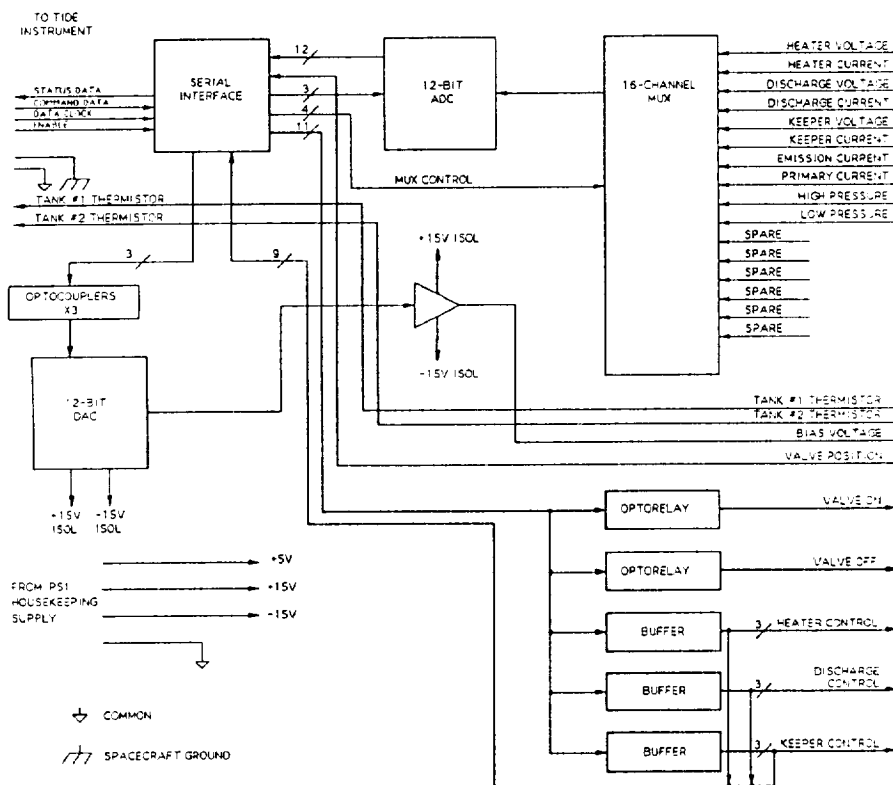 TO TIDE
INSTRUMENT
STATUS DATA
COMMAND DATA
DATA CLOCK
ENABLE
SERIAL
INTERFACE
12
3
4
11
12-BIT
ADC
16-CHANNEL
MUX
HEATER VOLTAGE
HEATER CURRENT
DISCHARGE VOLTAGE
DISCHARGE CURRENT
KEEPER VOLTAGE
KEEPER CURRENT
EMISSION CURRENT
PRIMARY CURRENT
HIGH PRESSURE
LOW PRESSURE
SPARE
SPARE
SPARE
SPARE
SPARE
SPARE
MUX CONTROL
TANK #1 THERMISTOR
TANK #2 THERMISTOR
3
9
OPTOCOUPLERS
X3
+15V ISOL
-15V ISOL
12-BIT
DAC
+15V
ISOL
-15V
ISOL
TANK #1 THERMISTOR
TANK #2 THERMISTOR
BIAS VOLTAGE
VALVE POSITION
OPTORELAY
VALVE ON
OPTORELAY
VALVE OFF
BUFFER
3
HEATER CONTROL
BUFFER
3
DISCHARGE
CONTROL
BUFFER
3
KEEPER CONTROL
FROM PSI
HOUSEKEEPING
SUPPLY
+5V
+15V
-15V
COMMON
SPACECRAFT GROUND